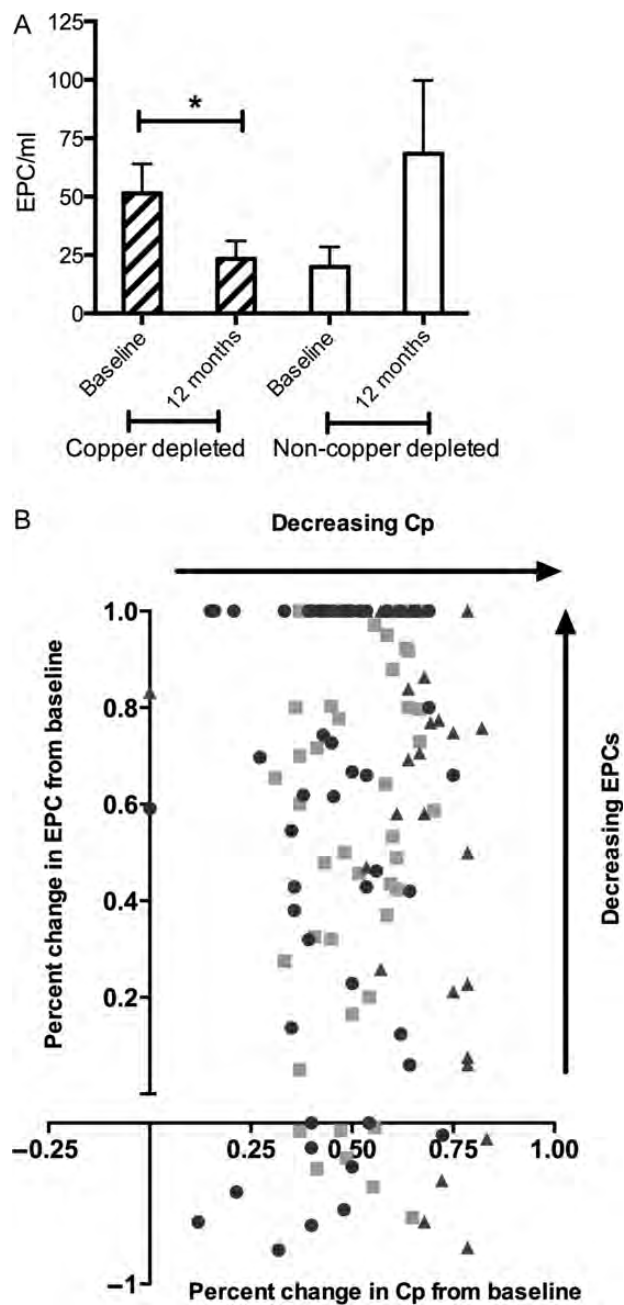 A
125
100
75
50
25
0
EPC/ml
*
Baseline
12 months
Baseline
12 months
Copper depleted
Non-copper depleted
B
Decreasing Cp
1.0
0.8
0.6
0.4
0.2
Percent change in EPC from baseline
Decreasing EPCs
−0.25
0.25
0.50
0.75
1.00
−1
Percent change in Cp from baseline